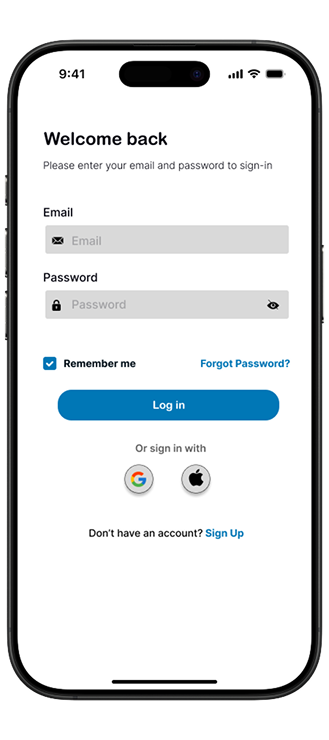 9:41
Welcome back
Please enter your email and password to sign-in
Email
Email
Password
Password
Remember me Forgot Password?
Log in
Or sign in with
Don't have an account? Sign Up